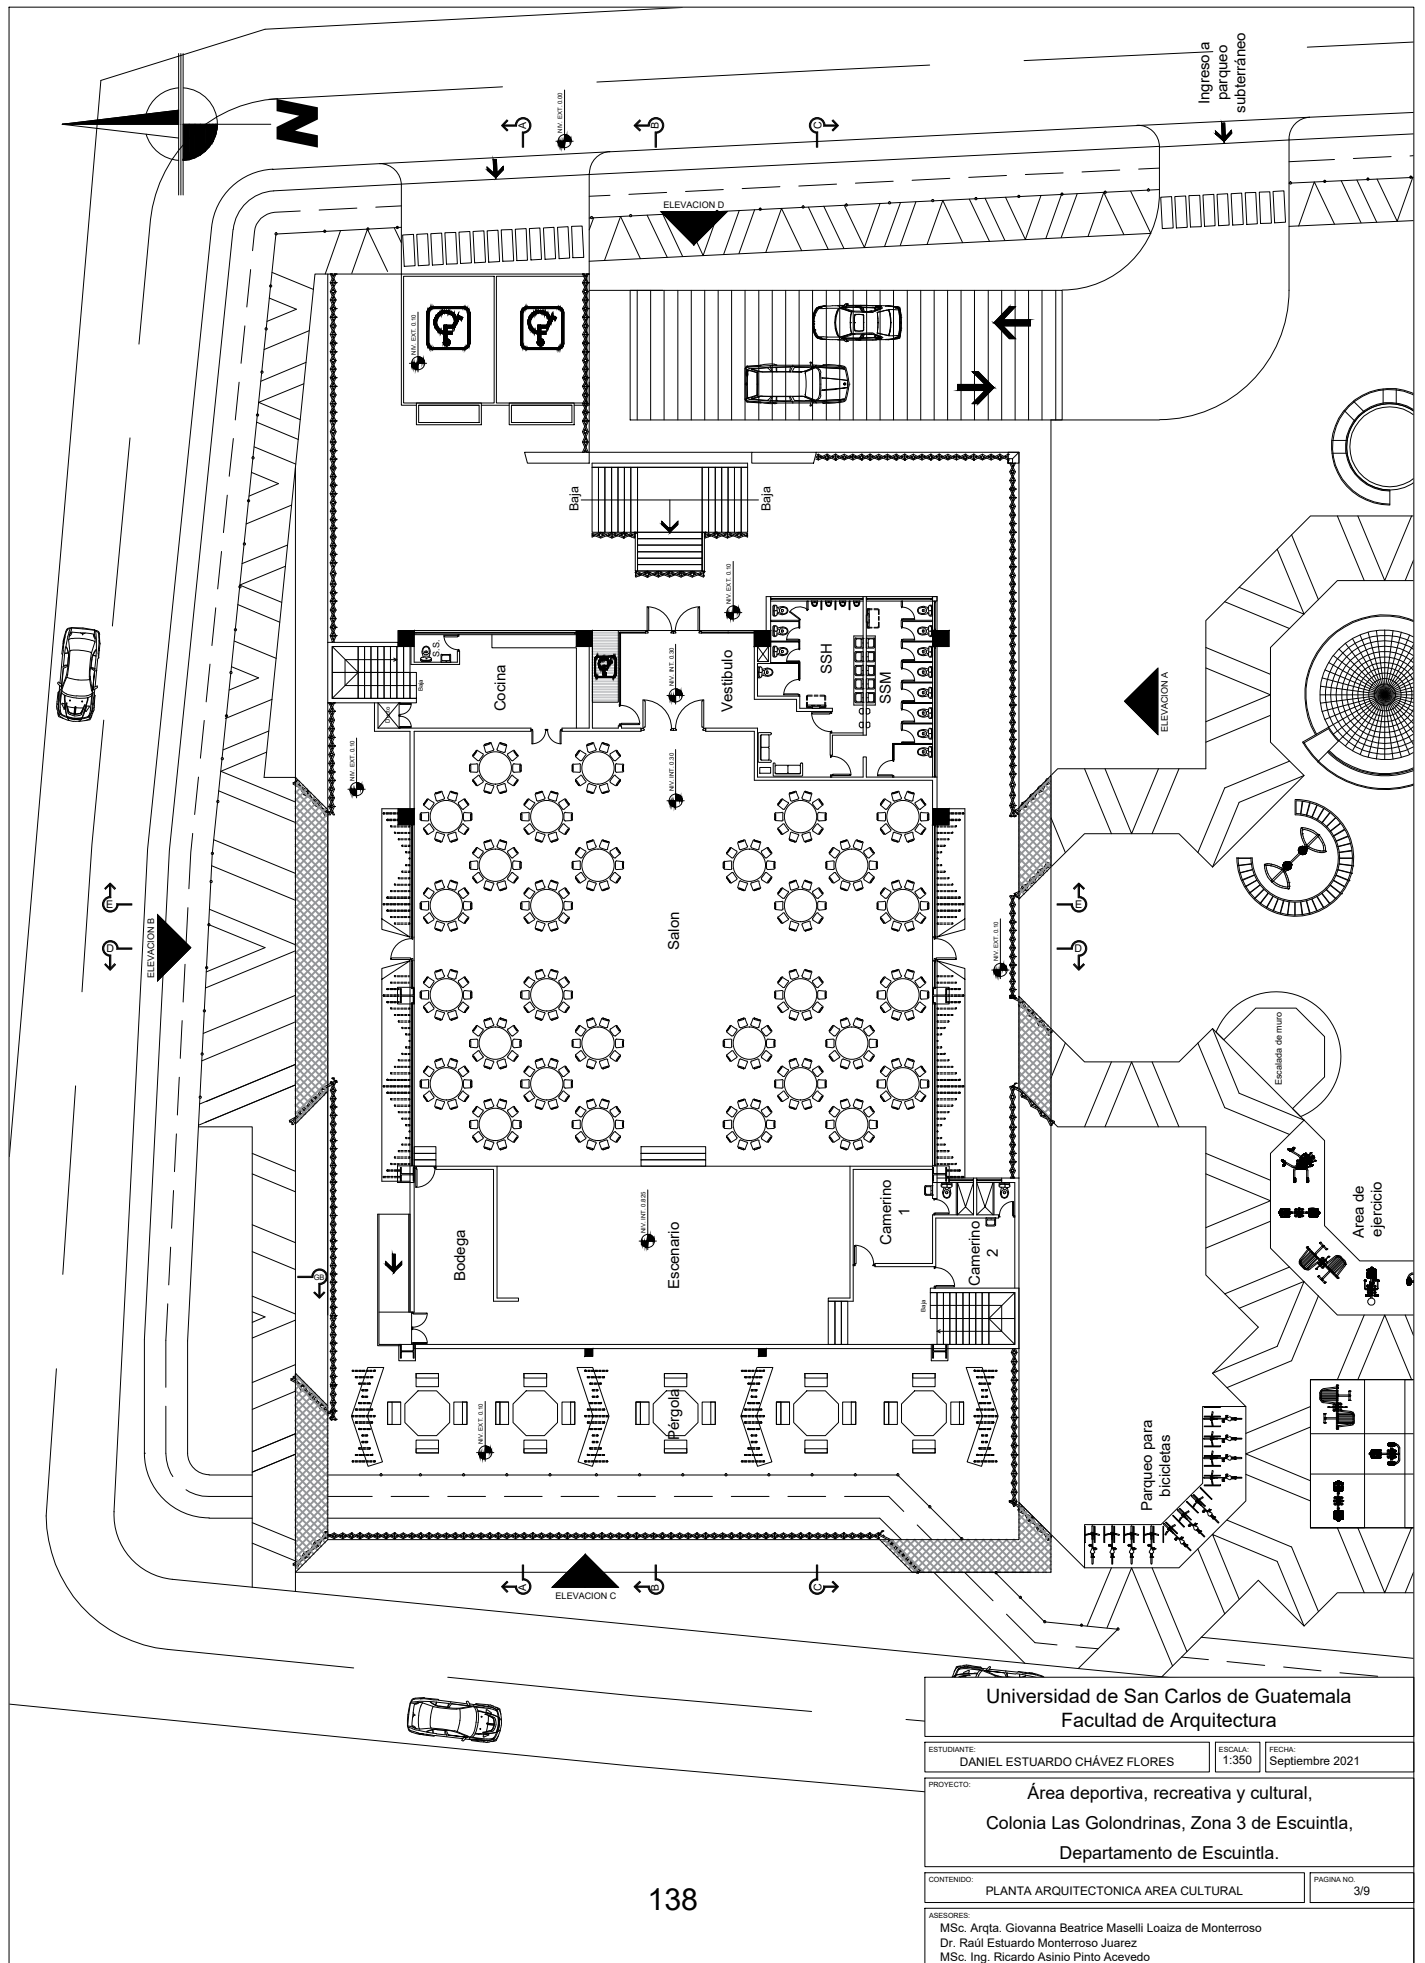 N
Ingreso a
parqueo
subterráneo
A
NIV. EXT. 0.00
B
C
ELEVACION D
NIV. EXT. 0.10
Baja
Baja
NIV. EXT. 0.10
S.S.
Baja
Cocina
Ducto
NIV. INT. 0.30
Vestibulo
SSH
SSM
ELEVACION A
NIV. EXT. 0.10
NIV. INT. 0.30
E
D
ELEVACION B
Salon
NIV. EXT. 0.10
E
D
Escalada de muro
Area de
ejercicio
GB
Bodega
NIV. INT. 0.825
Escenario
Camerino
1
Camerino
2
Baja
NIV. EXT. 0.10
Pérgola
Parqueo para
bicicletas
A
ELEVACION C
B
C
Universidad de San Carlos de Guatemala
Facultad de Arquitectura
ESTUDIANTE:
DANIEL ESTUARDO CHÁVEZ FLORES
ESCALA:
1:350
FECHA:
Septiembre 2021
PROYECTO:
Área deportiva, recreativa y cultural,
Colonia Las Golondrinas, Zona 3 de Escuintla,
Departamento de Escuintla.
CONTENIDO:
PLANTA ARQUITECTONICA AREA CULTURAL
PAGINA NO.
3/9
ASESORES:
MSc. Arqta. Giovanna Beatrice Maselli Loaiza de Monterroso
Dr. Raúl Estuardo Monterroso Juarez
MSc. Ing. Ricardo Asinio Pinto Acevedo
138